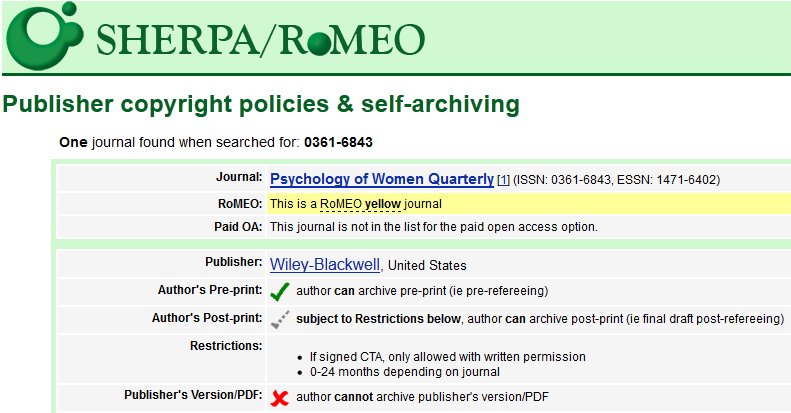 SHERPA/RoMEO
Publisher copyright policies & self-archiving
One journal found when searched for: 0361-6843
Journal: Psychology of Women Quarterly [1] (ISSN: 0361-6843, ESSN: 1471-6402)
RoMEO: This is a RoMEO yellow journal
Paid OA: This journal is not in the list for the paid open access option.
Publisher: Wiley-Blackwell, United States
Author's Pre-print: author can archive pre-print (ie pre-refereeing)
Author's Post-print: subject to Restrictions below, author can archive post-print (ie final draft post-refereeing)
Restrictions:
• If signed CTA, only allowed with written permission
• 0-24 months depending on journal
Publisher's Version/PDF: author cannot archive publisher's version/PDF